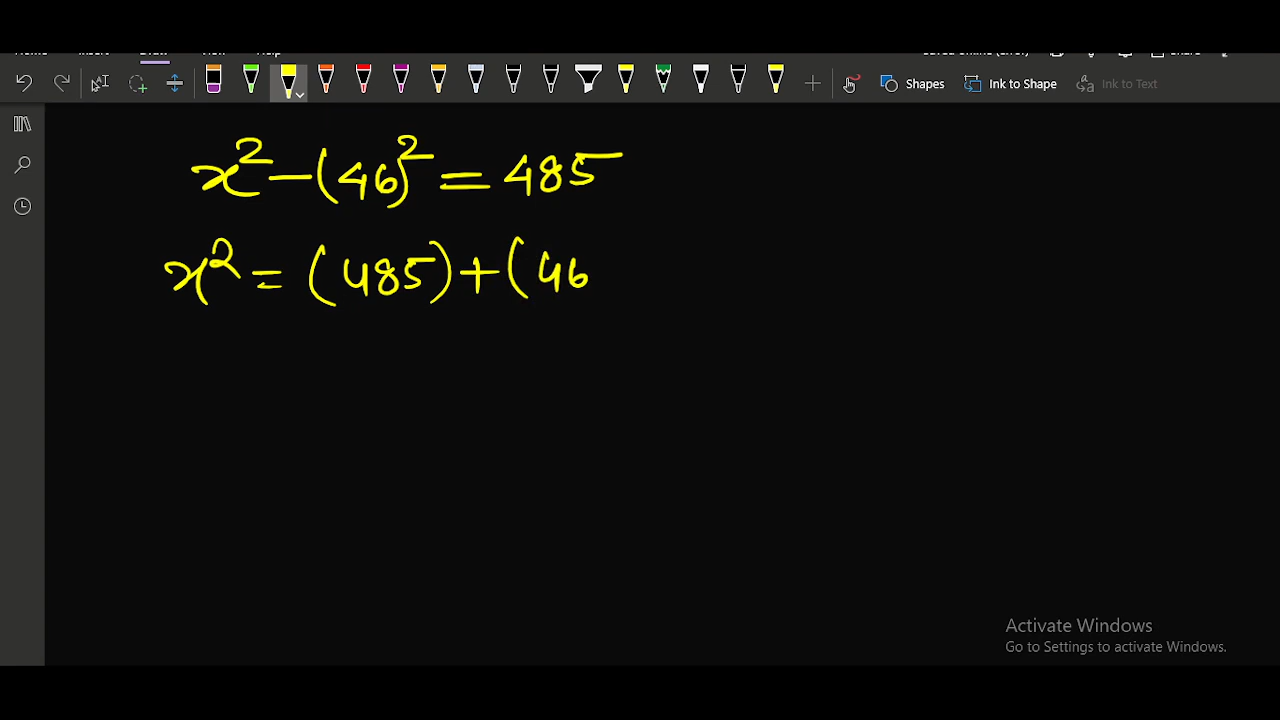 Shapes Ink to Shape Ink to Text
x² – (46)² = 485
x² = (485) + (46
Activate Windows
Go to Settings to activate Windows.